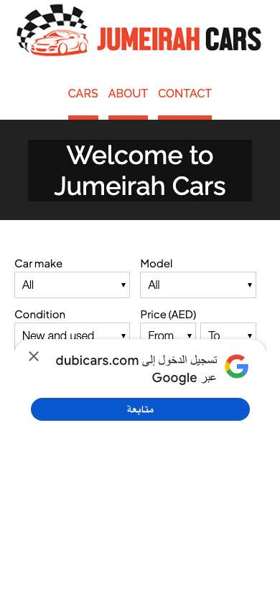 JUMEIRAH CARS
CARS ABOUT CONTACT
Welcome to
Jumeirah Cars
Car make Model
All All
Condition Price (AED)
New and used From To
تسجيل الدخول إلى dubicars.com
عبر Google
متابعة